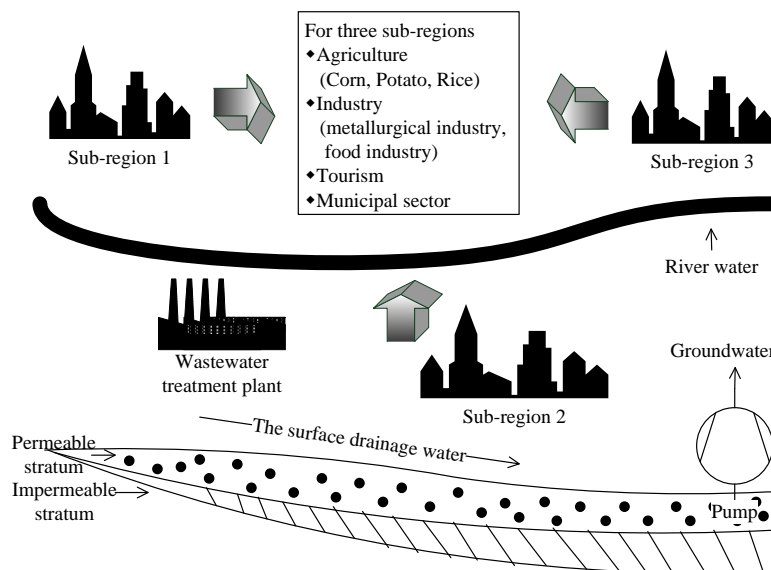 For three sub-regions
◆Agriculture
(Corn, Potato, Rice)
◆Industry
(metallurgical industry,
food industry)
◆Tourism
◆Municipal sector
Sub-region 1
Sub-region 3
River water
Wastewater
treatment plant
Sub-region 2
Groundwater
The surface drainage water
Permeable
stratum
Impermeable
stratum
Pump